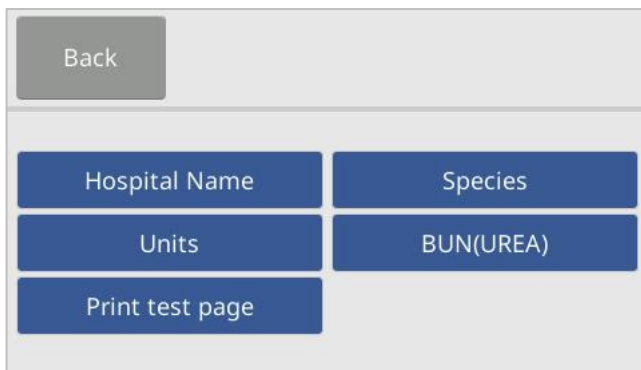 Back
Hospital Name
Species
Units
BUN(UREA)
Print test page